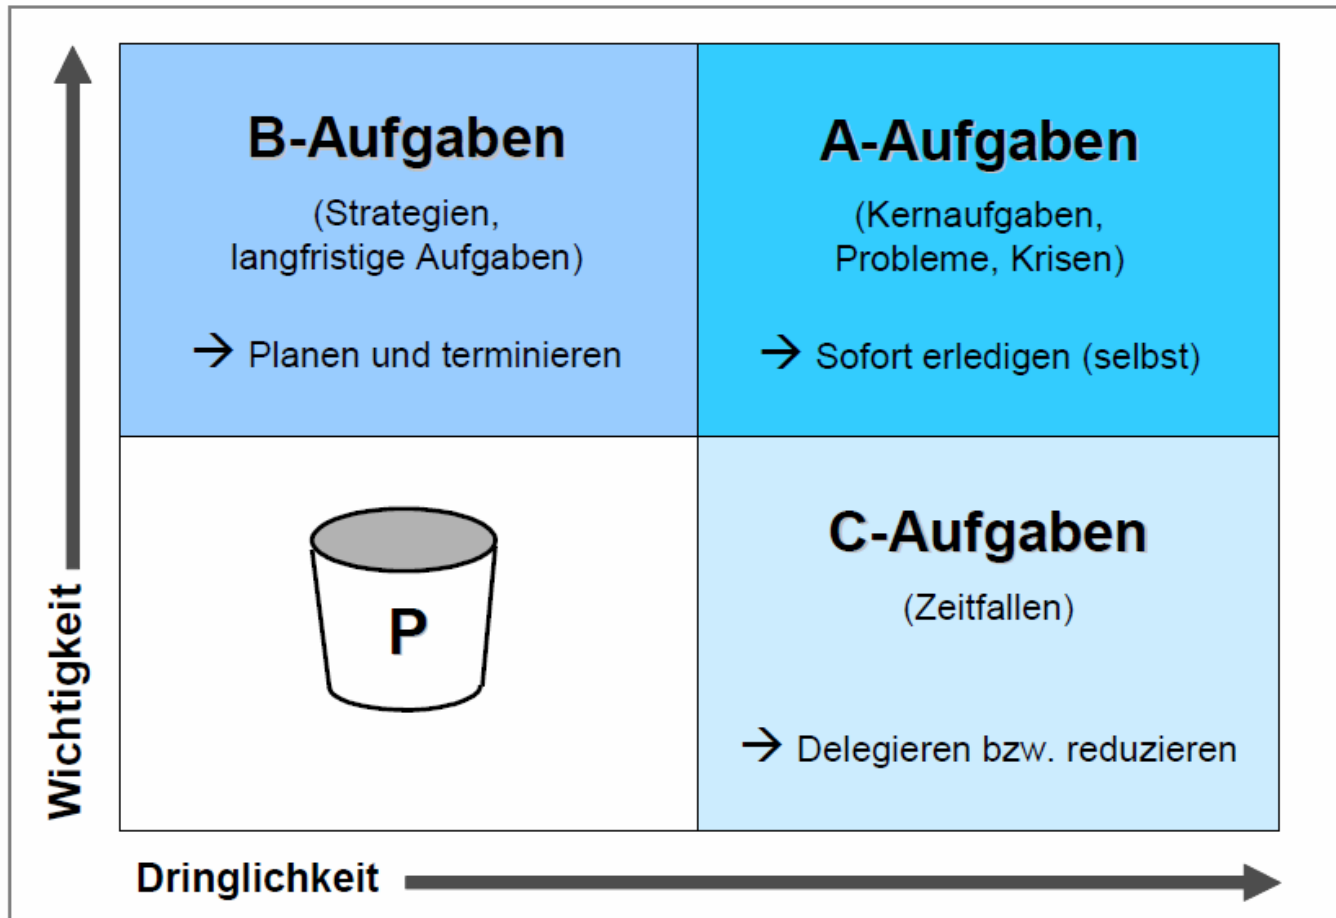 B-Aufgaben
(Strategien,
langfristige Aufgaben)
→ Planen und terminieren
A-Aufgaben
(Kernaufgaben,
Probleme, Krisen)
→ Sofort erledigen (selbst)
P
C-Aufgaben
(Zeitfallen)
→ Delegieren bzw. reduzieren
Wichtigkeit
Dringlichkeit